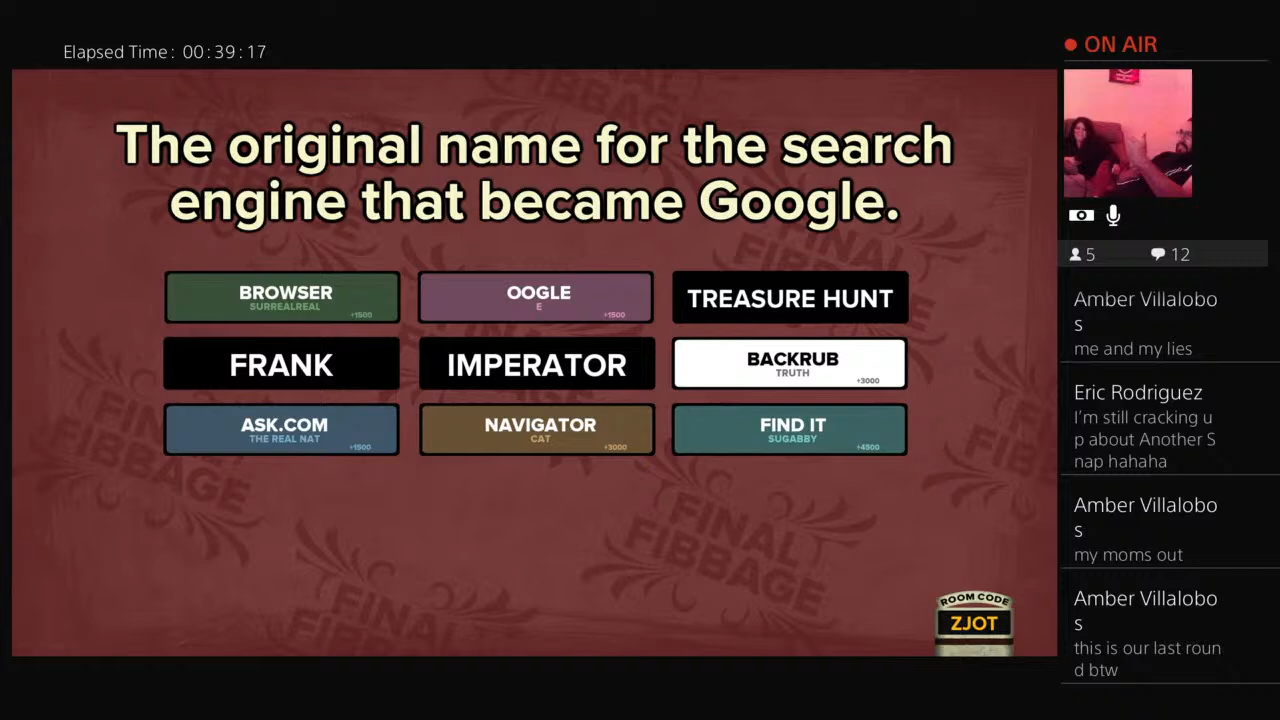 Elapsed Time: 00:39:17
ON AIR
The original name for the search
engine that became Google.
BROWSER
SURREALREAL
+1500
OOGLE
E
+1500
TREASURE HUNT
FRANK
IMPERATOR
BACKRUB
TRUTH
+3000
ASK.COM
THE REAL NAT
+1500
NAVIGATOR
CAT
+3000
FIND IT
SUGABBY
+4500
FINAL
FIBBAGE
ROOM CODE
ZJOT
5
12
Amber Villalobo
s
me and my lies
Eric Rodriguez
I'm still cracking u
p about Another S
nap hahaha
Amber Villalobo
s
my moms out
Amber Villalobo
s
this is our last roun
d btw